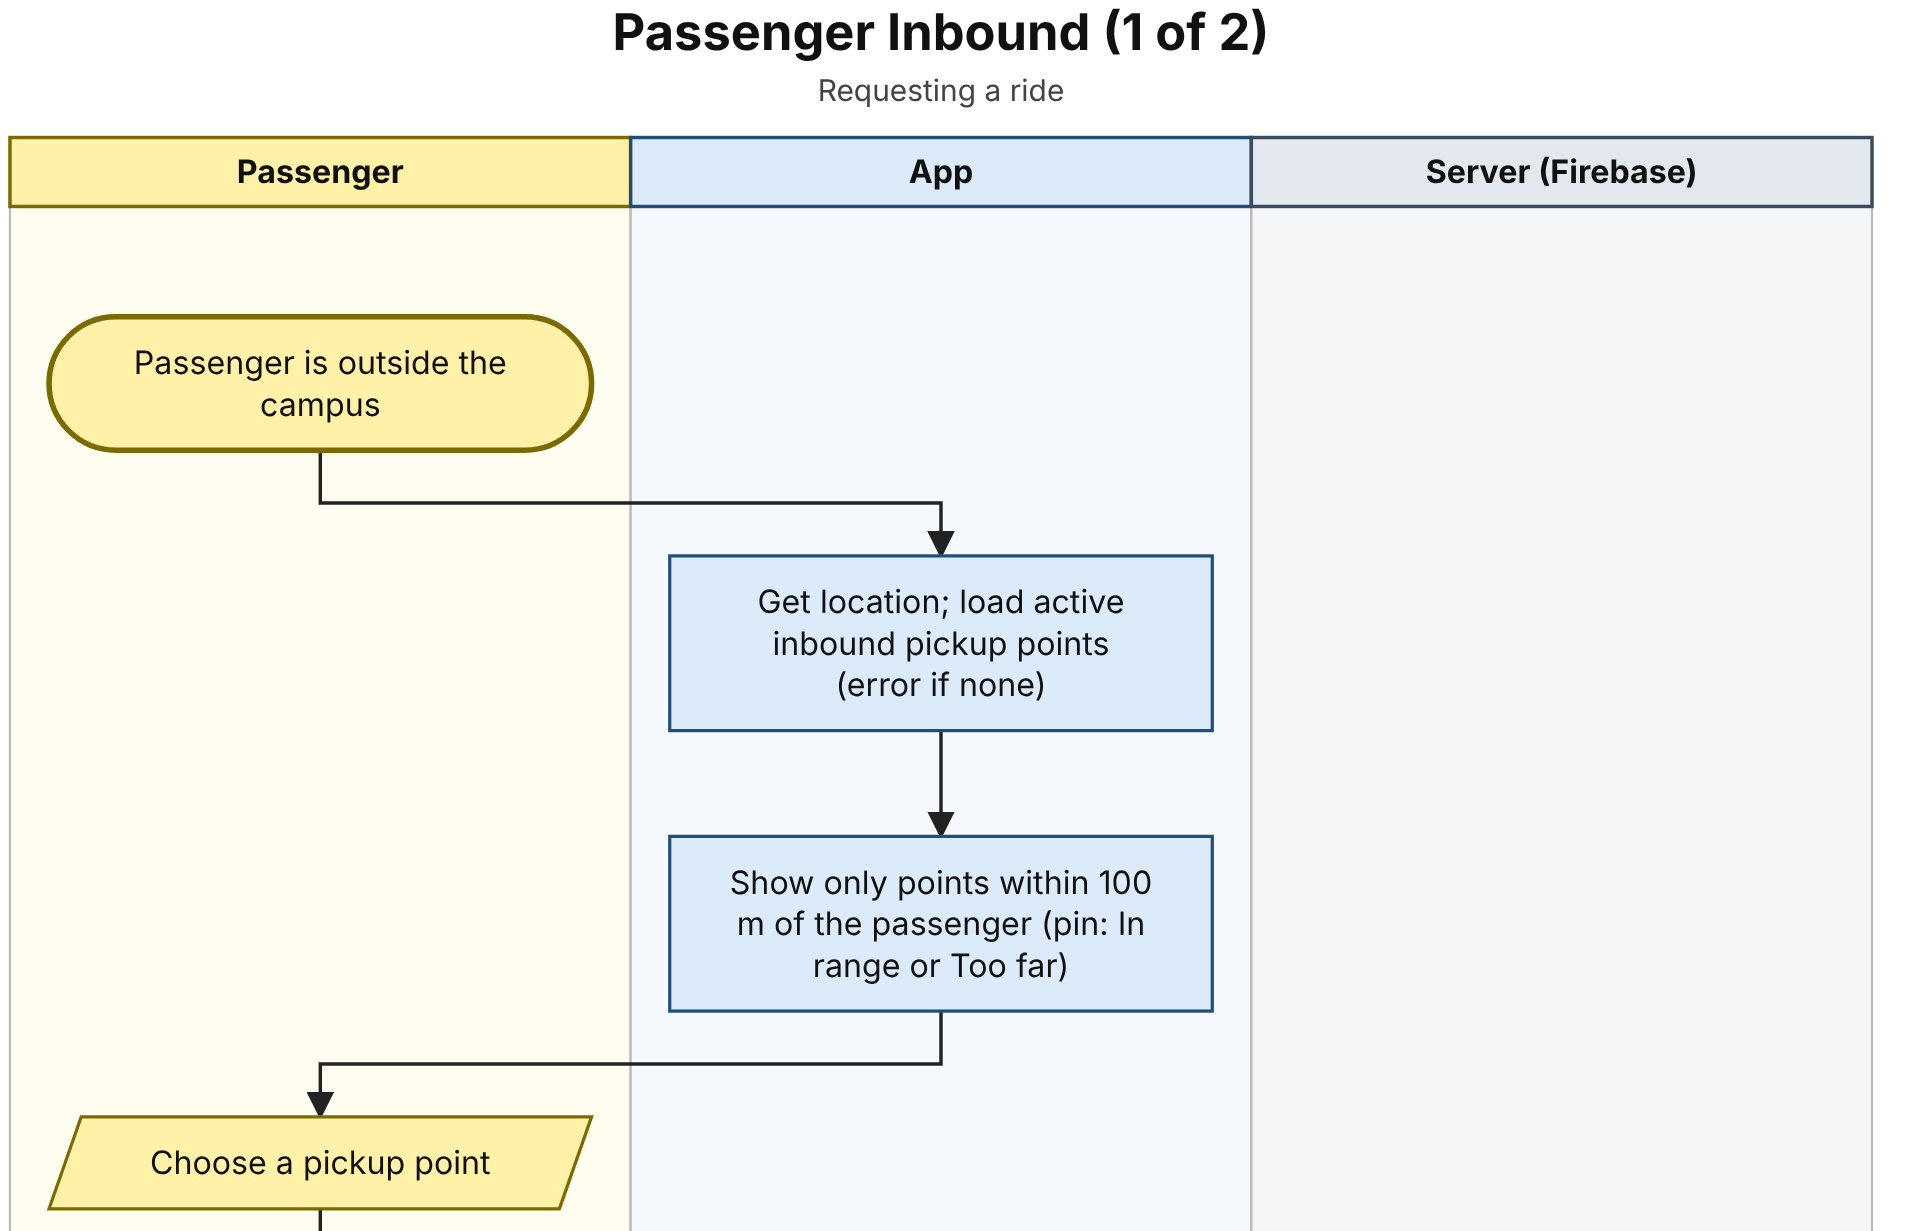 Passenger Inbound (1 of 2)
Requesting a ride
Passenger
App
Server (Firebase)
Passenger is outside the
campus
Get location; load active
inbound pickup points
(error if none)
Show only points within 100
m of the passenger (pin: In
range or Too far)
Choose a pickup point